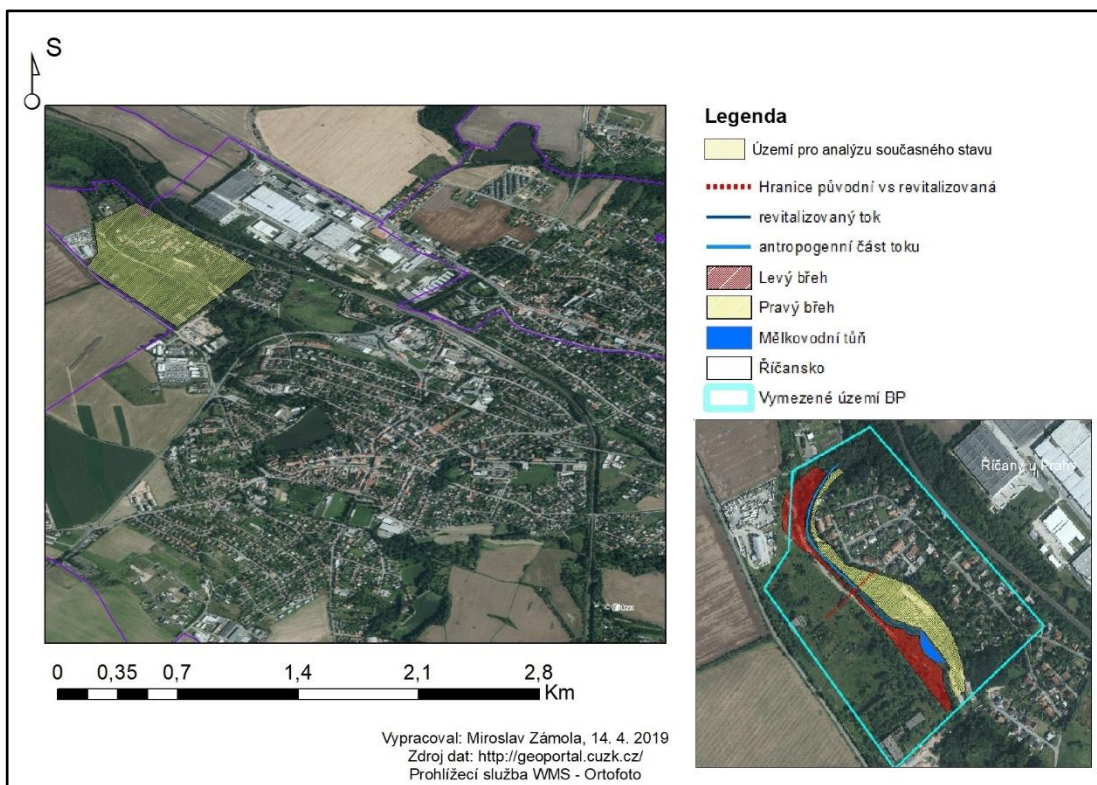 S
Legenda
Území pro analýzu současného stavu
Hranice původní vs revitalizovaná
revitalizovaný tok
antropogenní část toku
Levý břeh
Pravý břeh
Mělkovodní tůň
Říčansko
Vymezené území BP
Říčany u Prahy
© ČÚZK
0 0,35 0,7 1,4 2,1 2,8
Km
Vypracoval: Miroslav Zámola, 14. 4. 2019
Zdroj dat: http://geoportal.cuzk.cz/
Prohlížecí služba WMS - Ortofoto